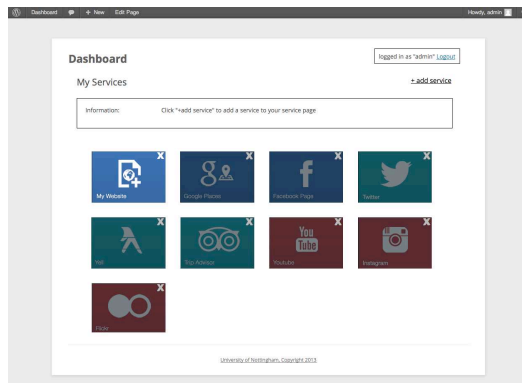 Dashboard + New Edit Page Howdy, admin
Dashboard
logged in as "admin" Logout
My Services
+ add service
Information: Click "+add service" to add a service to your service page
X X X X
My Website Google Places Facebook Page Twitter
X X X X
You
Tube
Yell Trip Advisor Youtube Instagram
X
Flickr
University of Nottingham, Copyright 2013